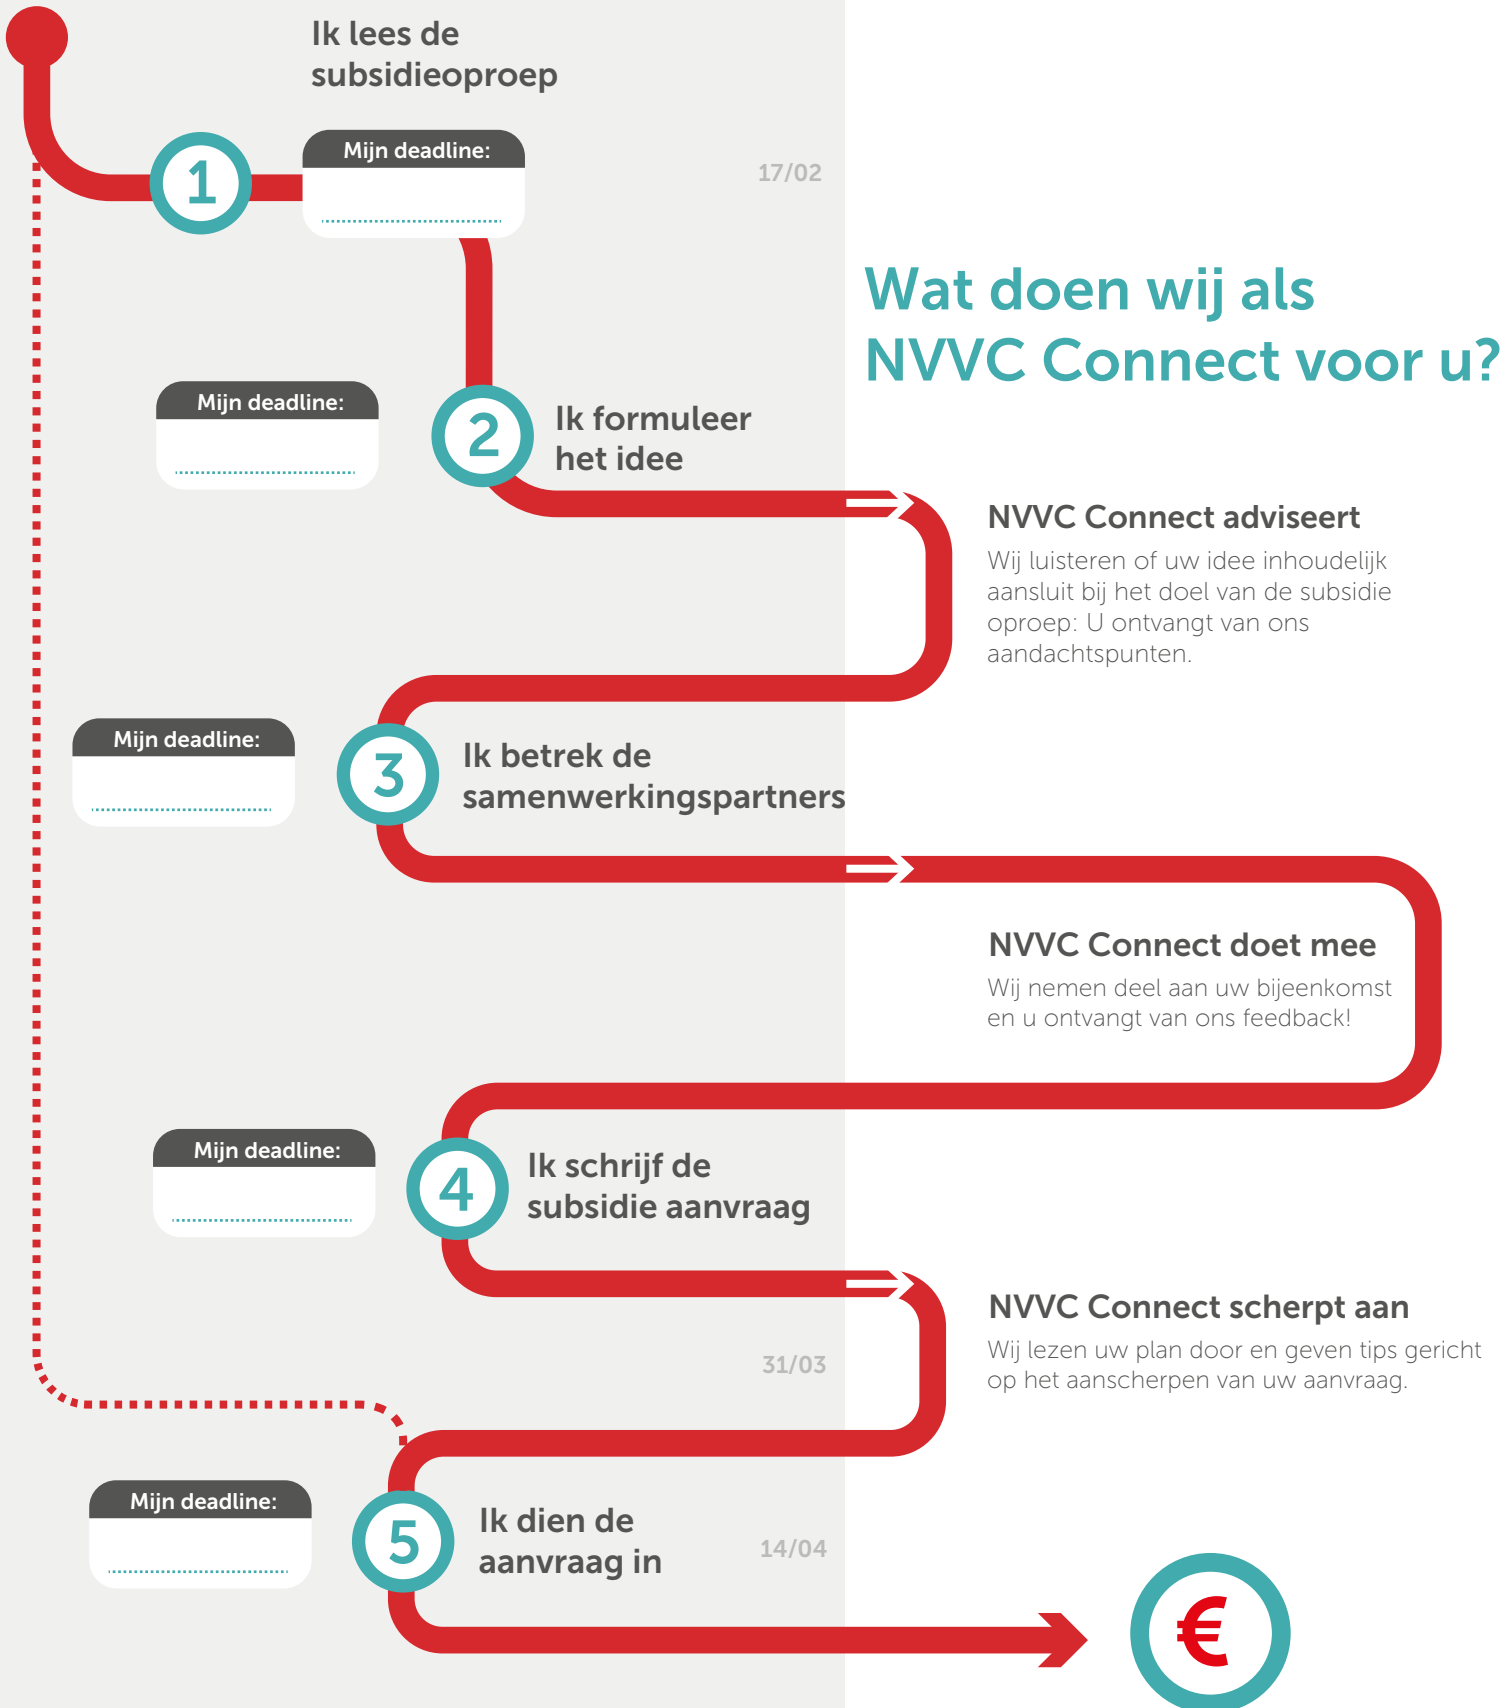 Ik lees de
subsidieoproep
1
Mijn deadline:
17/02
Wat doen wij als
NVVC Connect voor u?
Mijn deadline:
2
Ik formuleer
het idee
NVVC Connect adviseert
Wij luisteren of uw idee inhoudelijk
aansluit bij het doel van de subsidie
oproep: U ontvangt van ons
aandachtspunten.
Mijn deadline:
3
Ik betrek de
samenwerkingspartners
NVVC Connect doet mee
Wij nemen deel aan uw bijeenkomst
en u ontvangt van ons feedback!
Mijn deadline:
4
Ik schrijf de
subsidie aanvraag
NVVC Connect scherpt aan
Wij lezen uw plan door en geven tips gericht
op het aanscherpen van uw aanvraag.
31/03
Mijn deadline:
5
Ik dien de
aanvraag in
14/04
€